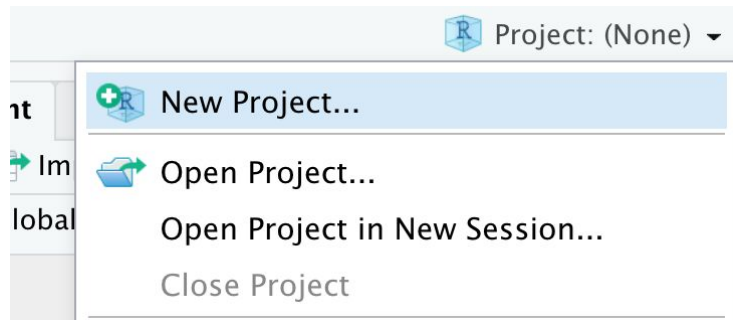 Project: (None)
New Project...
nt
Im
Open Project...
lobal
Open Project in New Session...
Close Project